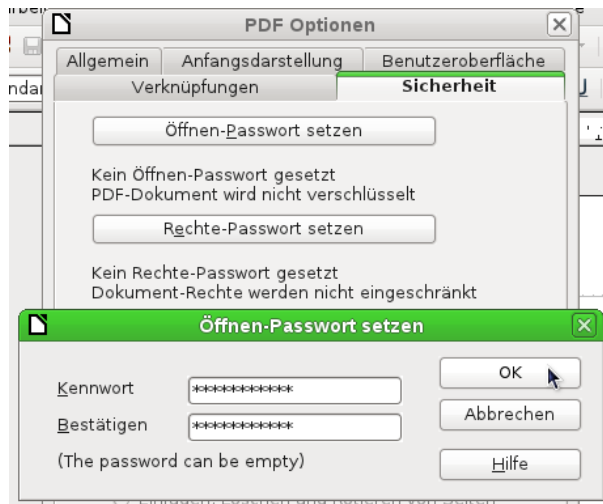 PDF Optionen
Allgemein Anfangsdarstellung Benutzeroberfläche
Verknüpfungen Sicherheit
Öffnen-Passwort setzen
Kein Öffnen-Passwort gesetzt
PDF-Dokument wird nicht verschlüsselt
Rechte-Passwort setzen
Kein Rechte-Passwort gesetzt
Dokument-Rechte werden nicht eingeschränkt
Öffnen-Passwort setzen
Kennwort ************
OK
Bestätigen ************
Abbrechen
(The password can be empty)
Hilfe